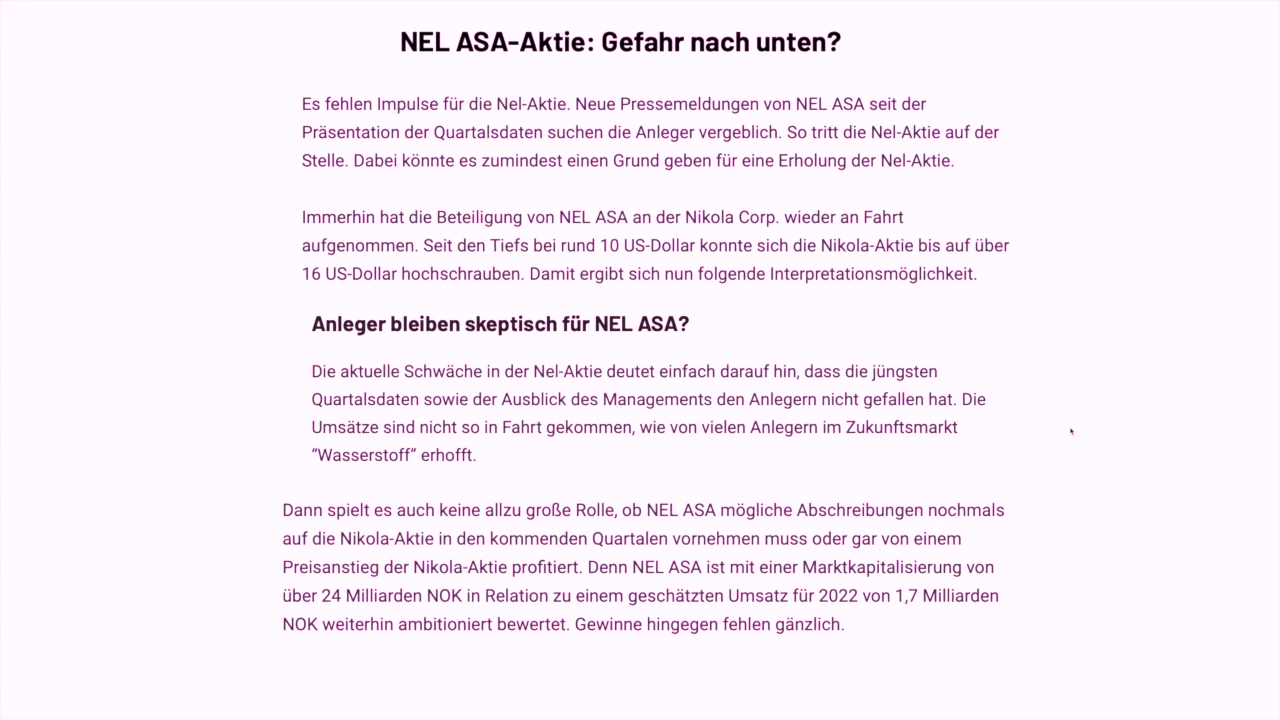 NEL ASA-Aktie: Gefahr nach unten?
Es fehlen Impulse für die Nel-Aktie. Neue Pressemeldungen von NEL ASA seit der
Präsentation der Quartalsdaten suchen die Anleger vergeblich. So tritt die Nel-Aktie auf der
Stelle. Dabei könnte es zumindest einen Grund geben für eine Erholung der Nel-Aktie.
Immerhin hat die Beteiligung von NEL ASA an der Nikola Corp. wieder an Fahrt
aufgenommen. Seit den Tiefs bei rund 10 US-Dollar konnte sich die Nikola-Aktie bis auf über
16 US-Dollar hochschrauben. Damit ergibt sich nun folgende Interpretationsmöglichkeit.
Anleger bleiben skeptisch für NEL ASA?
Die aktuelle Schwäche in der Nel-Aktie deutet einfach darauf hin, dass die jüngsten
Quartalsdaten sowie der Ausblick des Managements den Anlegern nicht gefallen hat. Die
Umsätze sind nicht so in Fahrt gekommen, wie von vielen Anlegern im Zukunftsmarkt
“Wasserstoff” erhofft.
Dann spielt es auch keine allzu große Rolle, ob NEL ASA mögliche Abschreibungen nochmals
auf die Nikola-Aktie in den kommenden Quartalen vornehmen muss oder gar von einem
Preisanstieg der Nikola-Aktie profitiert. Denn NEL ASA ist mit einer Marktkapitalisierung von
über 24 Milliarden NOK in Relation zu einem geschätzten Umsatz für 2022 von 1,7 Milliarden
NOK weiterhin ambitioniert bewertet. Gewinne hingegen fehlen gänzlich.